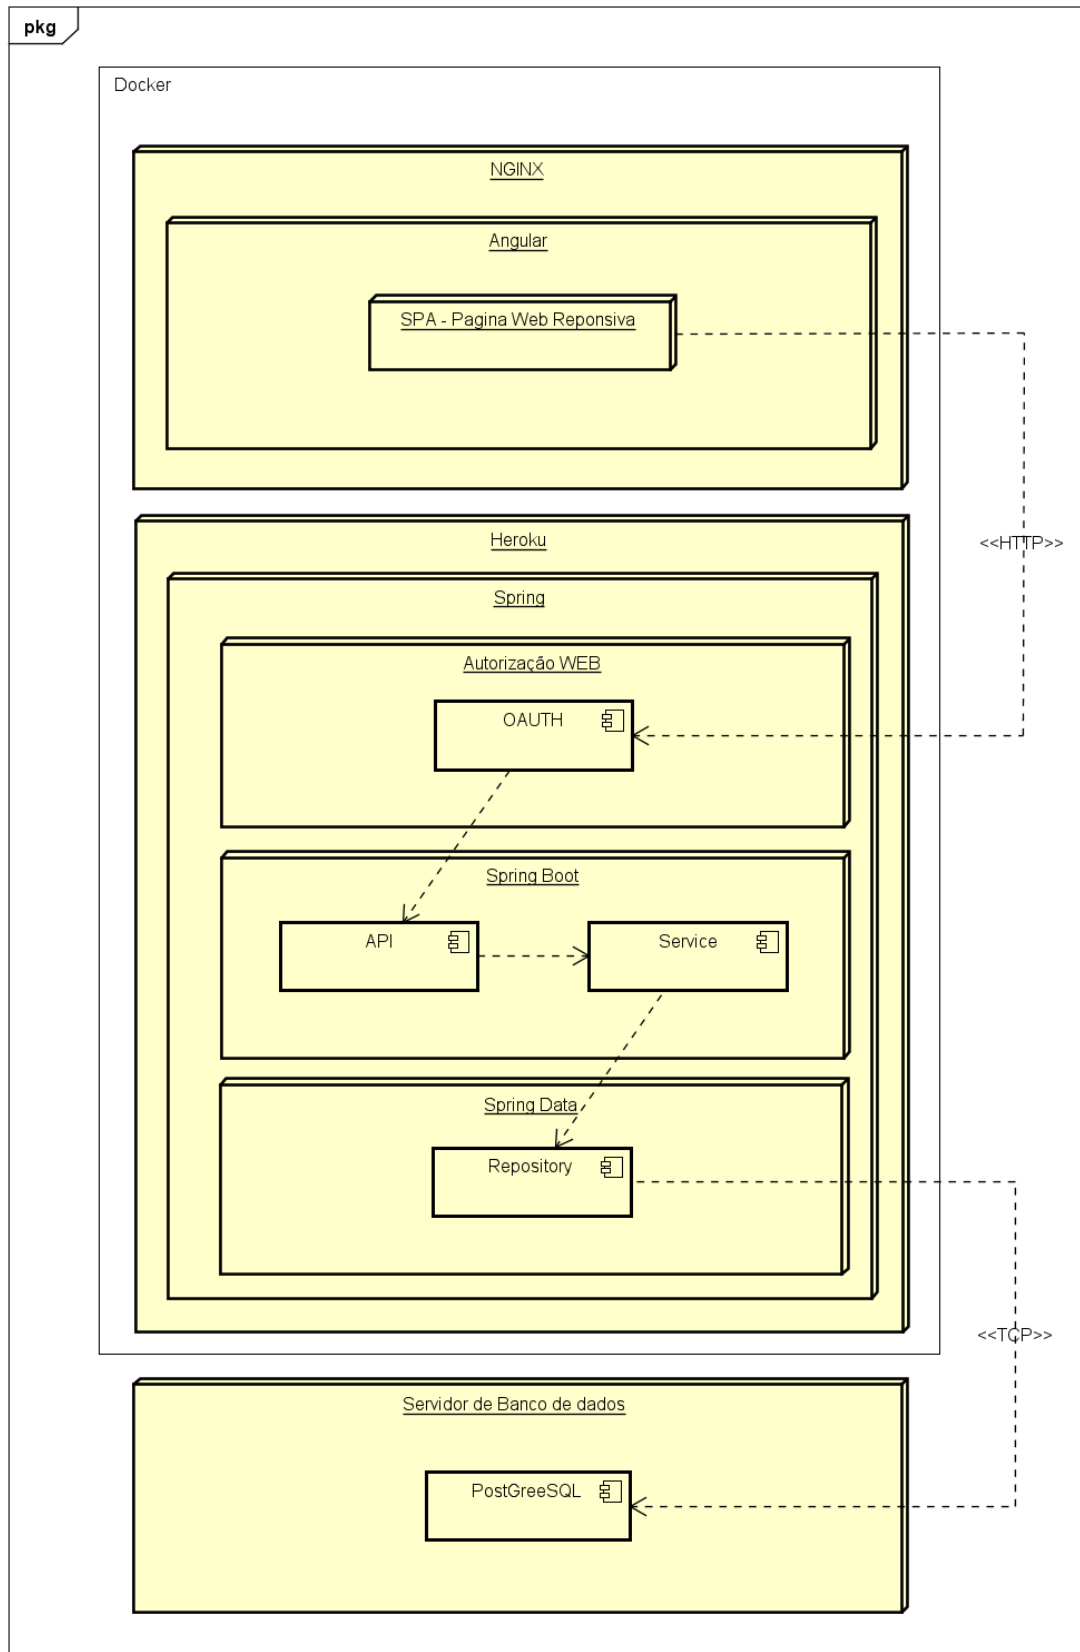 pkg
Docker
NGINX
Angular
SPA - Pagina Web Reponsiva
Heroku
<<HTTP>>
Spring
Autorização WEB
OAUTH
Spring Boot
API
Service
Spring Data
Repository
<<TCP>>
Servidor de Banco de dados
PostGreeSQL